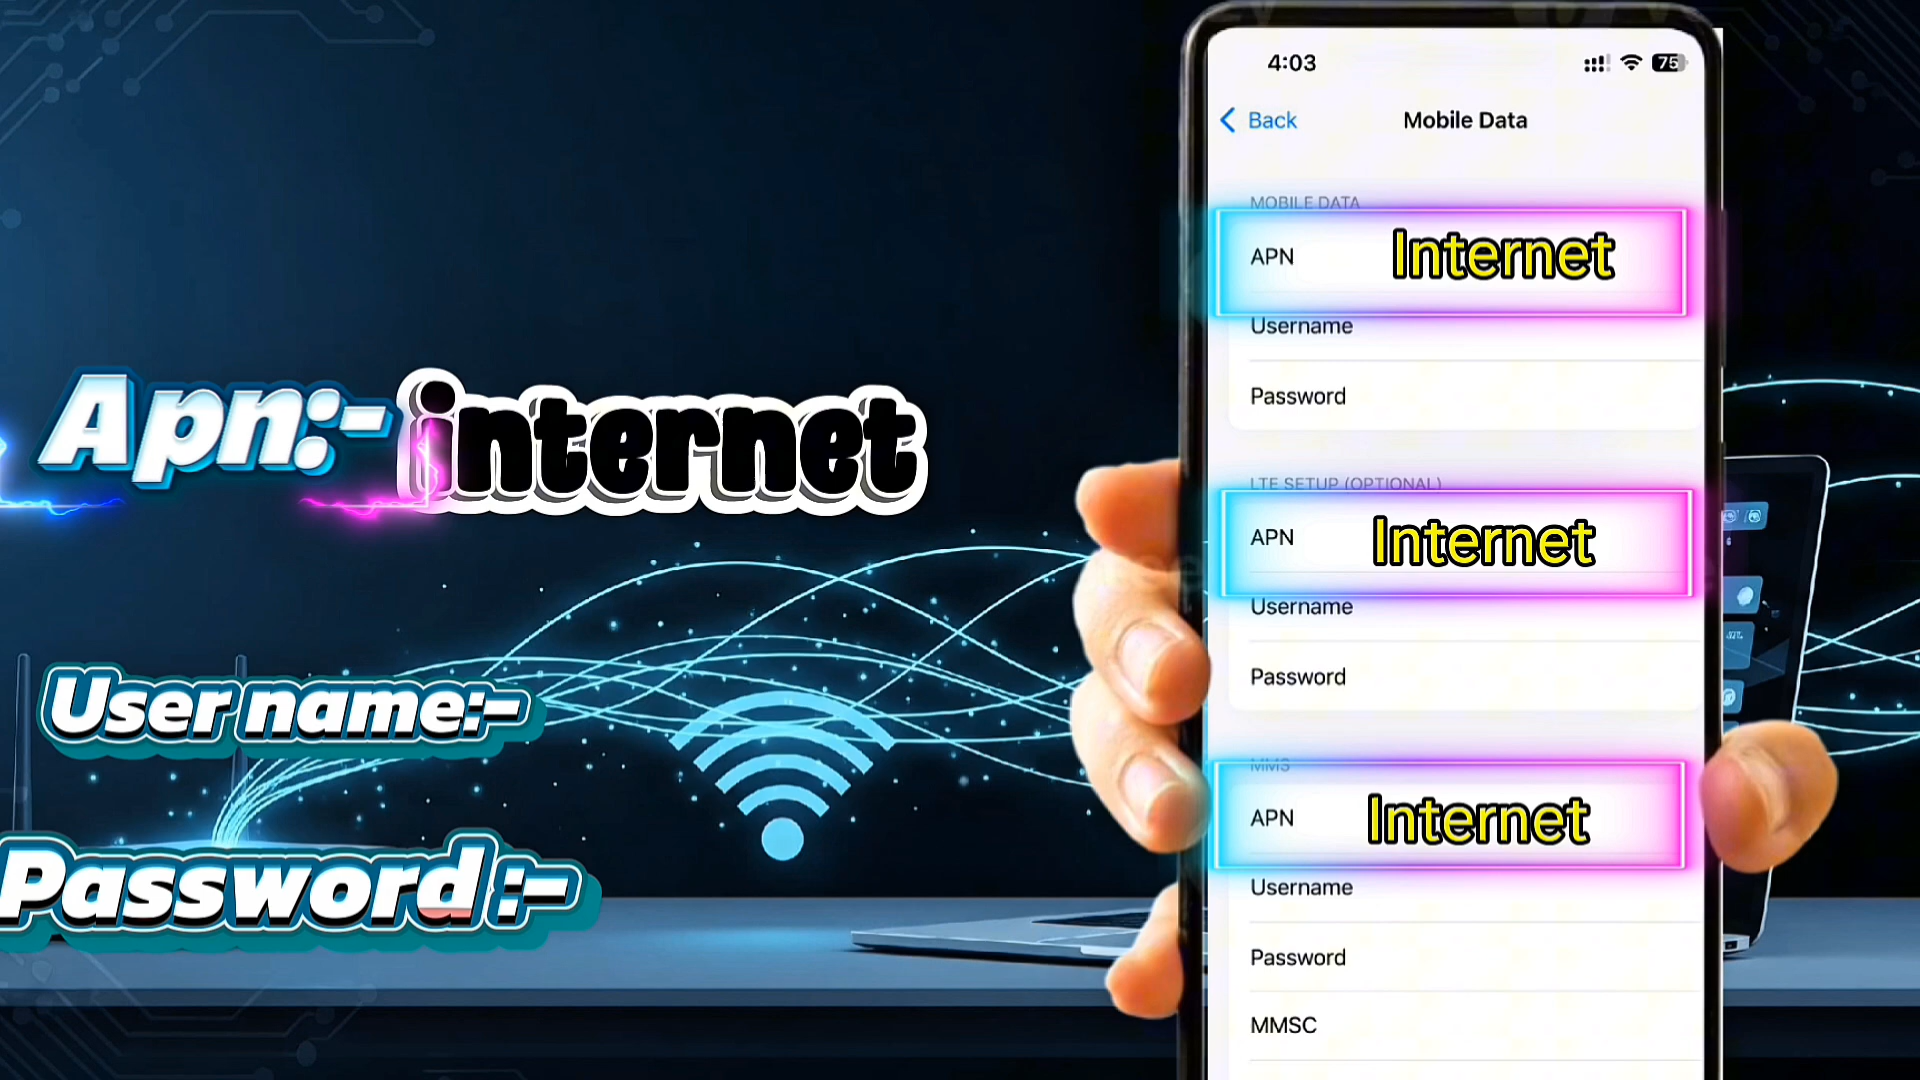 Apn:- internet
User name:-
Password :-
4:03
75
Back
Mobile Data
MOBILE DATA
APN Internet
Username
Password
LTE SETUP (OPTIONAL)
APN Internet
Username
Password
MMS
APN Internet
Username
Password
MMSC